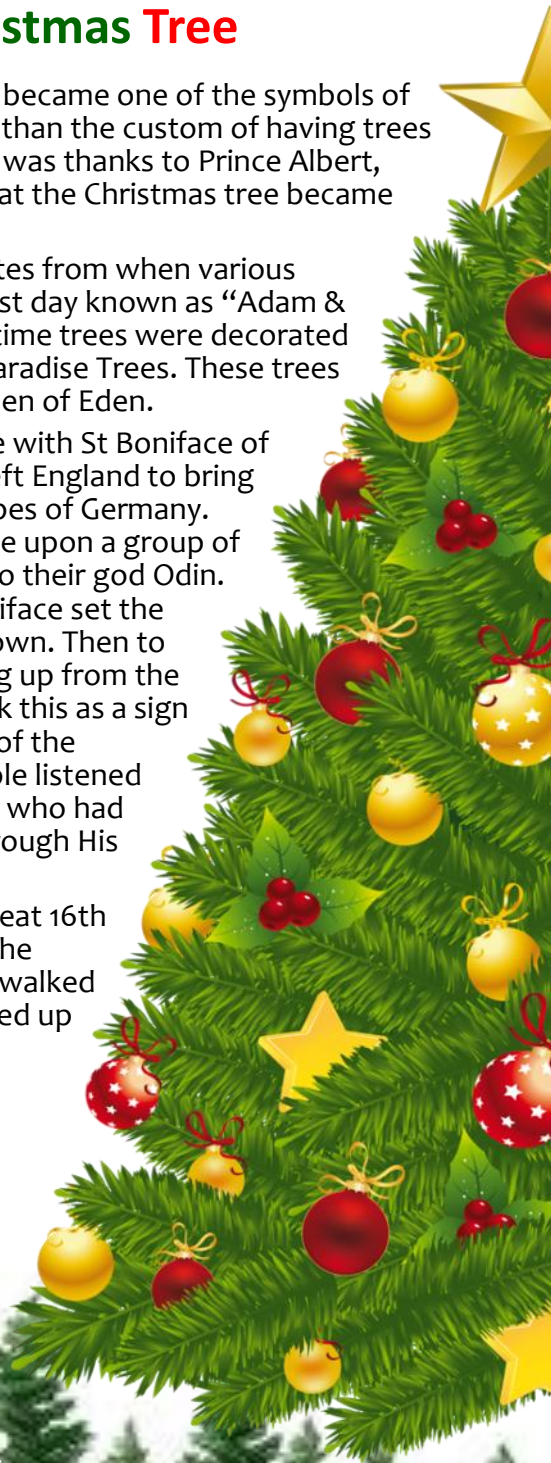 stmas Tree
became one of the symbols of
than the custom of having trees
was thanks to Prince Albert,
at the Christmas tree became
tes from when various
st day known as “Adam &
time trees were decorated
aradise Trees. These trees
en of Eden.
e with St Boniface of
eft England to bring
bes of Germany.
e upon a group of
o their god Odin.
iface set the
own. Then to
g up from the
k this as a sign
of the
ple listened
who had
rough His
eat 16th
he
walked
ed up